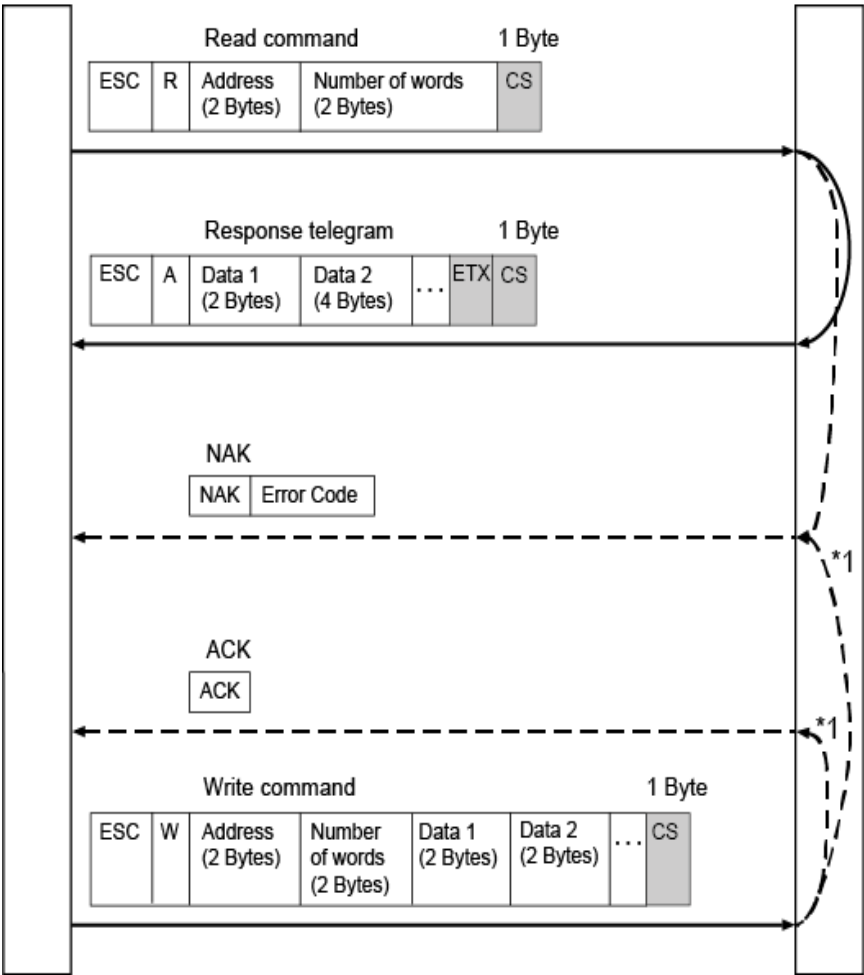 Read command 1 Byte
ESC R Address Number of words CS
(2 Bytes) (2 Bytes)
Response telegram 1 Byte
ESC A Data 1 Data 2 ... ETX CS
(2 Bytes) (4 Bytes)
NAK
NAK Error Code
*1
ACK
ACK
*1
Write command 1 Byte
ESC W Address Number Data 1 Data 2 ... CS
(2 Bytes) of words (2 Bytes) (2 Bytes)
(2 Bytes)